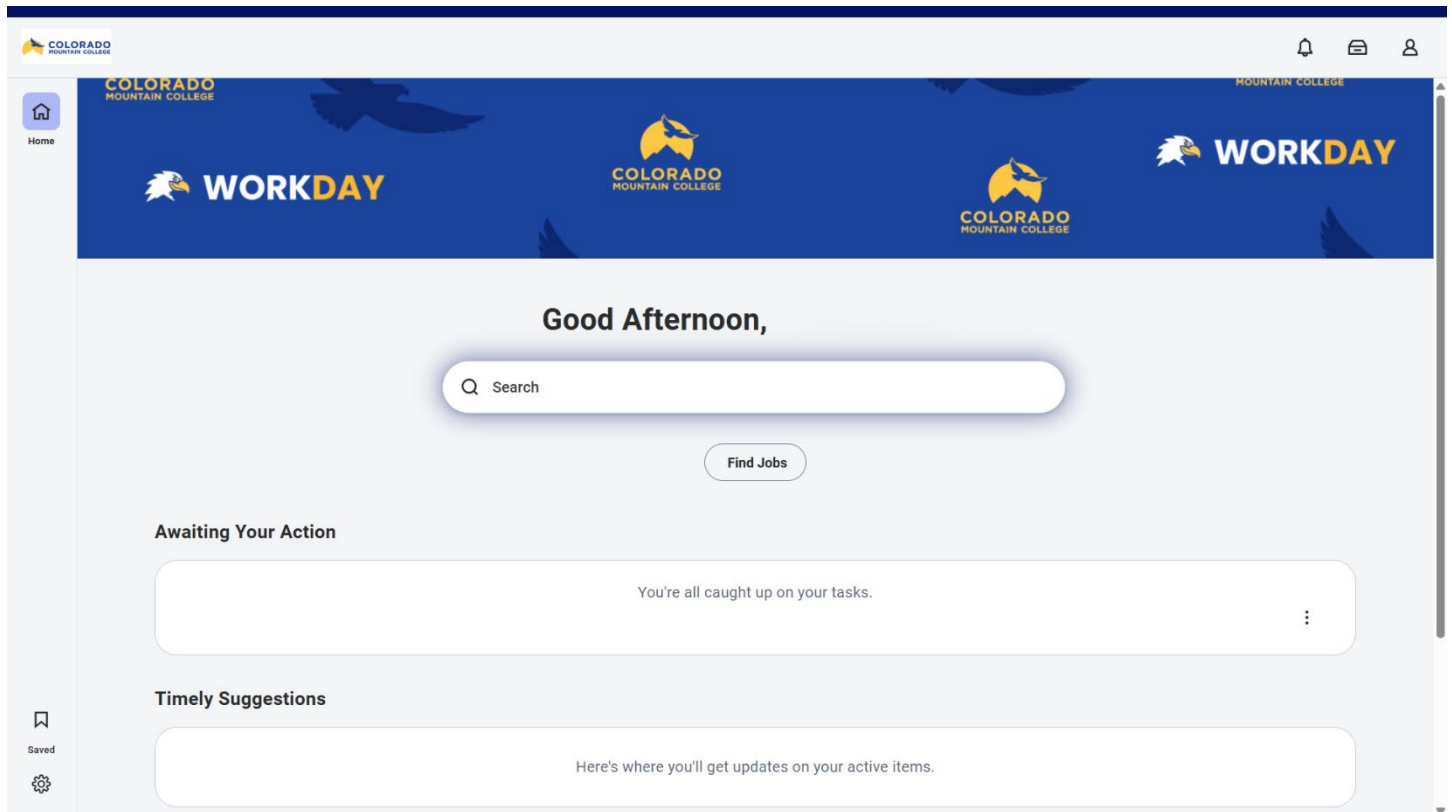 COLORADO
MOUNTAIN COLLEGE
COLORADO
MOUNTAIN COLLEGE
MOUNTAIN COLLEGE
Home
WORKDAY
COLORADO
MOUNTAIN COLLEGE
COLORADO
MOUNTAIN COLLEGE
WORKDAY
Good Afternoon,
Search
Find Jobs
Awaiting Your Action
You're all caught up on your tasks.
Timely Suggestions
Here's where you'll get updates on your active items.
Saved